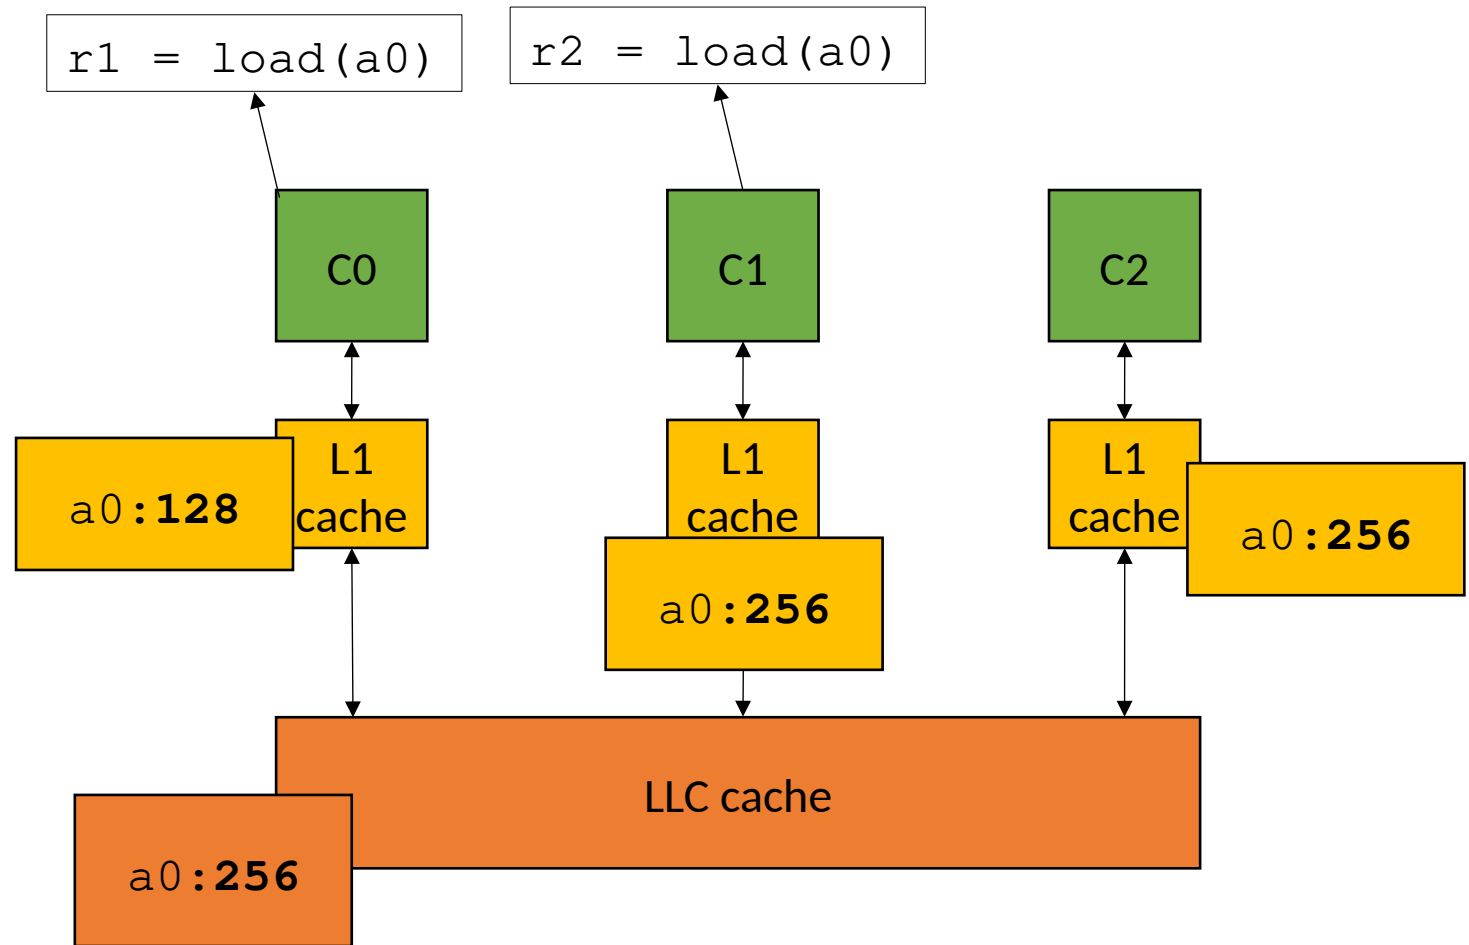 r1 = load(a0)
r2 = load(a0)
C0
C1
C2
L1
cache
L1
cache
L1
cache
a0:128
a0:256
a0:256
LLC cache
a0:256